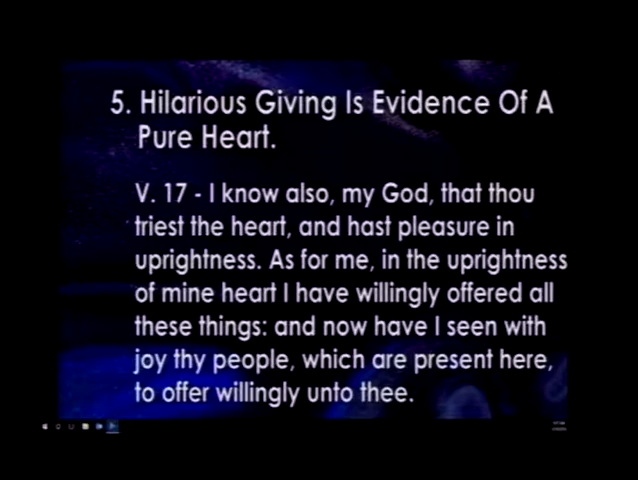 5. Hilarious Giving Is Evidence Of A
Pure Heart.
V. 17 - I know also, my God, that thou
triest the heart, and hast pleasure in
uprightness. As for me, in the uprightness
of mine heart I have willingly offered all
these things: and now have I seen with
joy thy people, which are present here,
to offer willingly unto thee.